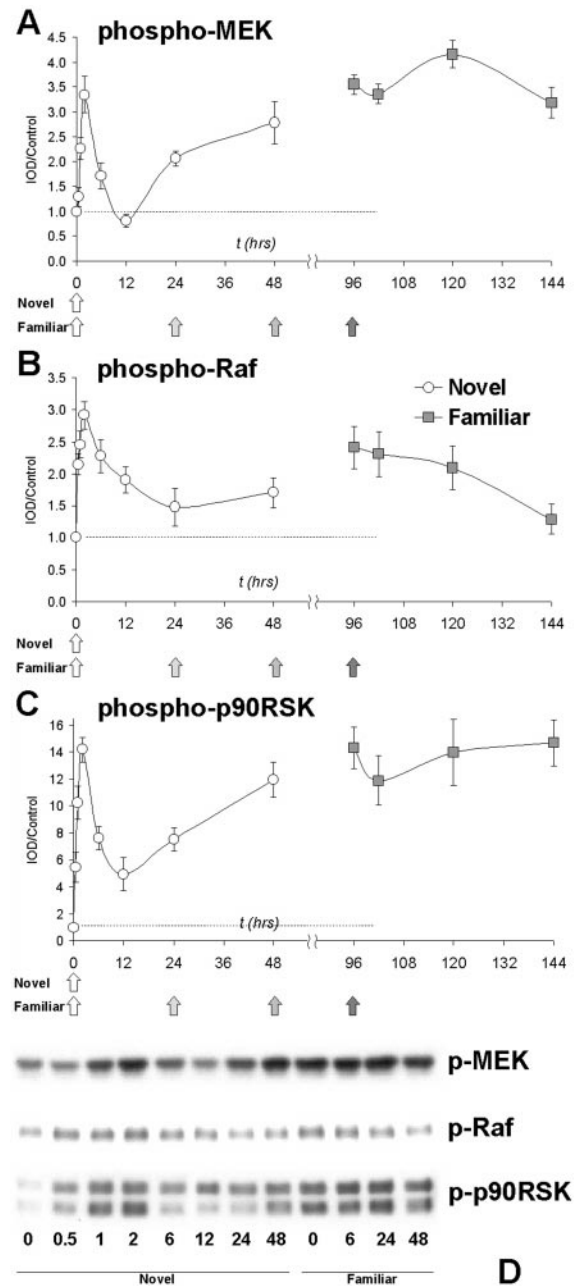 A phospho-MEK
4.5
4.0
3.5
3.0
2.5
2.0
1.5
1.0
0.5
0.0
IOD/Control
t (hrs)
0 12 24 36 48 96 108 120 132 144
Novel
Familiar
B phospho-Raf
3.5
3.0
2.5
2.0
1.5
1.0
0.5
0.0
IOD/Control
Novel
Familiar
t (hrs)
0 12 24 36 48 96 108 120 132 144
Novel
Familiar
C phospho-p90RSK
16
14
12
10
8
6
4
2
0
IOD/Control
t (hrs)
0 12 24 36 48 96 108 120 132 144
Novel
Familiar
p-MEK
p-Raf
p-p90RSK
0 0.5 1 2 6 12 24 48 0 6 24 48
Novel Familiar
D